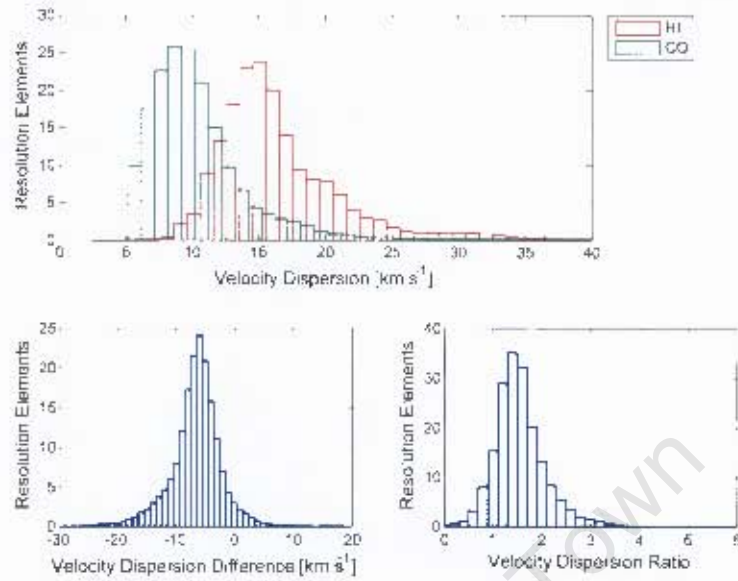 30
25
20
15
10
5
0
HI
CO
Resolution Elements
0 5 10 15 20 25 30 35 40
Velocity Dispersion [km s⁻¹]
25
20
15
10
5
0
Resolution Elements
-30 -20 -10 0 10 20
Velocity Dispersion Difference [km s⁻¹]
40
30
20
10
0
Resolution Elements
0 1 2 3 4 5 6
Velocity Dispersion Ratio
Town